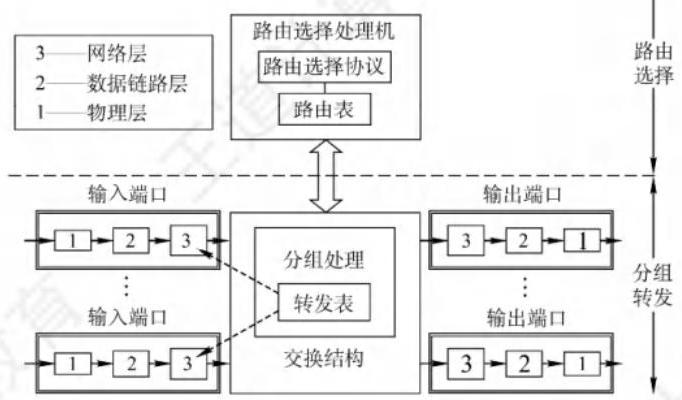 3——网络层
2——数据链路层
1——物理层
路由选择处理机
路由选择协议
路由表
路由
选择
输入端口
1
2
3
输入端口
1
2
3
分组处理
转发表
交换结构
输出端口
3
2
1
输出端口
3
2
1
分组
转发
王道
教育